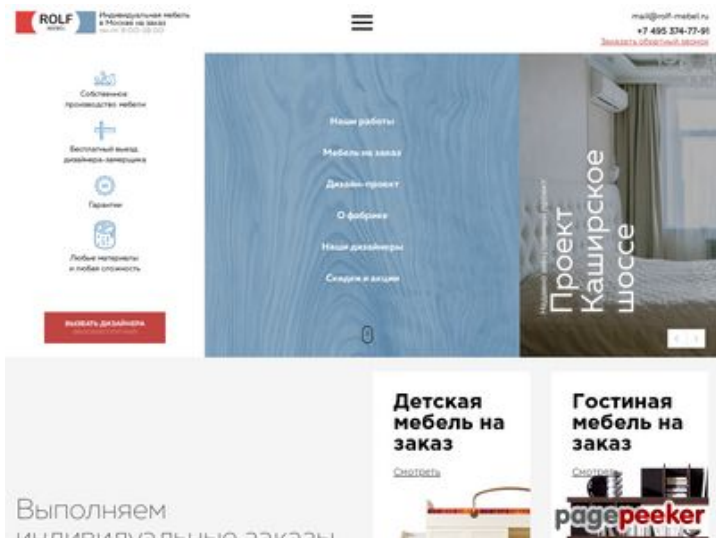 ROLF
МЕБЕЛЬ
Индивидуальная мебель
в Москве на заказ
mail@rolf-mebel.ru
+7 495 374-77-91
Заказать обратный звонок
Собственное
производство мебели
Бесплатный выезд
дизайнера-замерщика
Гарантии
Любые материалы
и любая сложность
ВЫЗВАТЬ ДИЗАЙНЕРА
Наши работы
Мебель на заказ
Дизайн-проект
О фабрике
Наши дизайнеры
Скидки и акции
Проект
Каширское
шоссе
Детская
мебель на
заказ
Смотреть
Гостиная
мебель на
заказ
Смотреть
Выполняем
индивидуальные заказы
pagepeeker